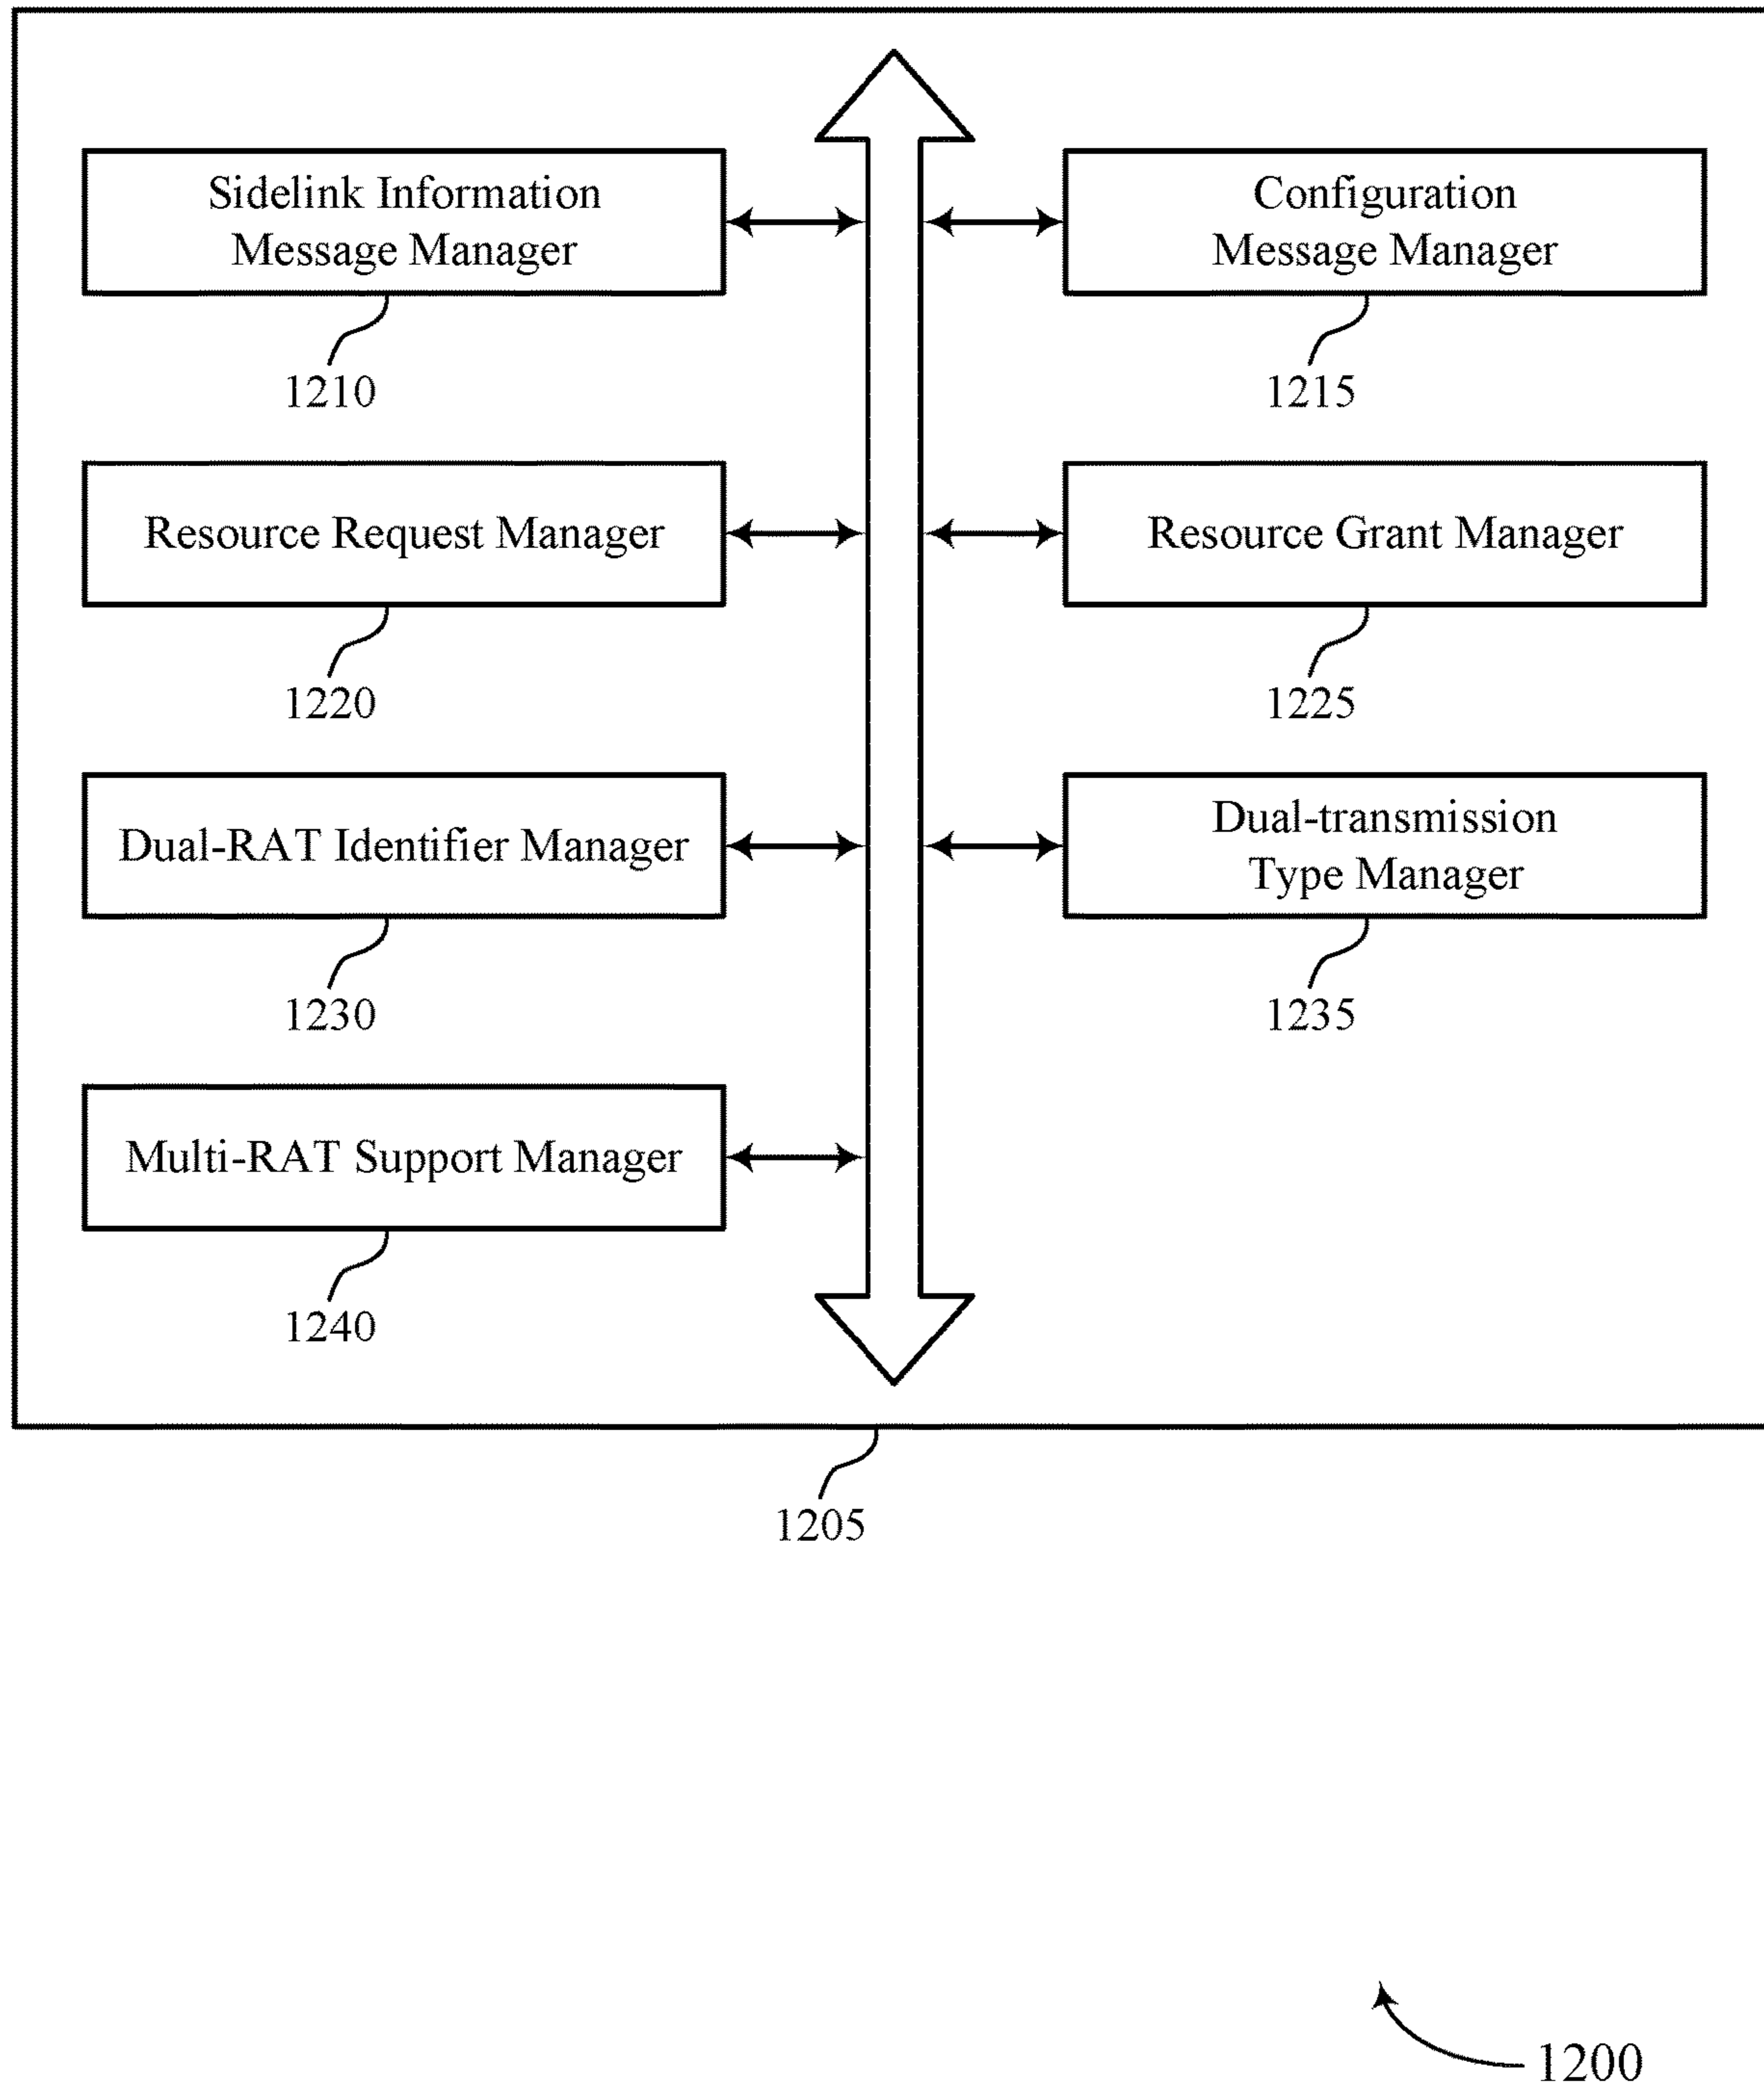 Sidelink Information
Message Manager
1210
Configuration
Message Manager
1215
Resource Request Manager
1220
Resource Grant Manager
1225
Dual-RAT Identifier Manager
1230
Dual-transmission
Type Manager
1235
Multi-RAT Support Manager
1240
1205
1200